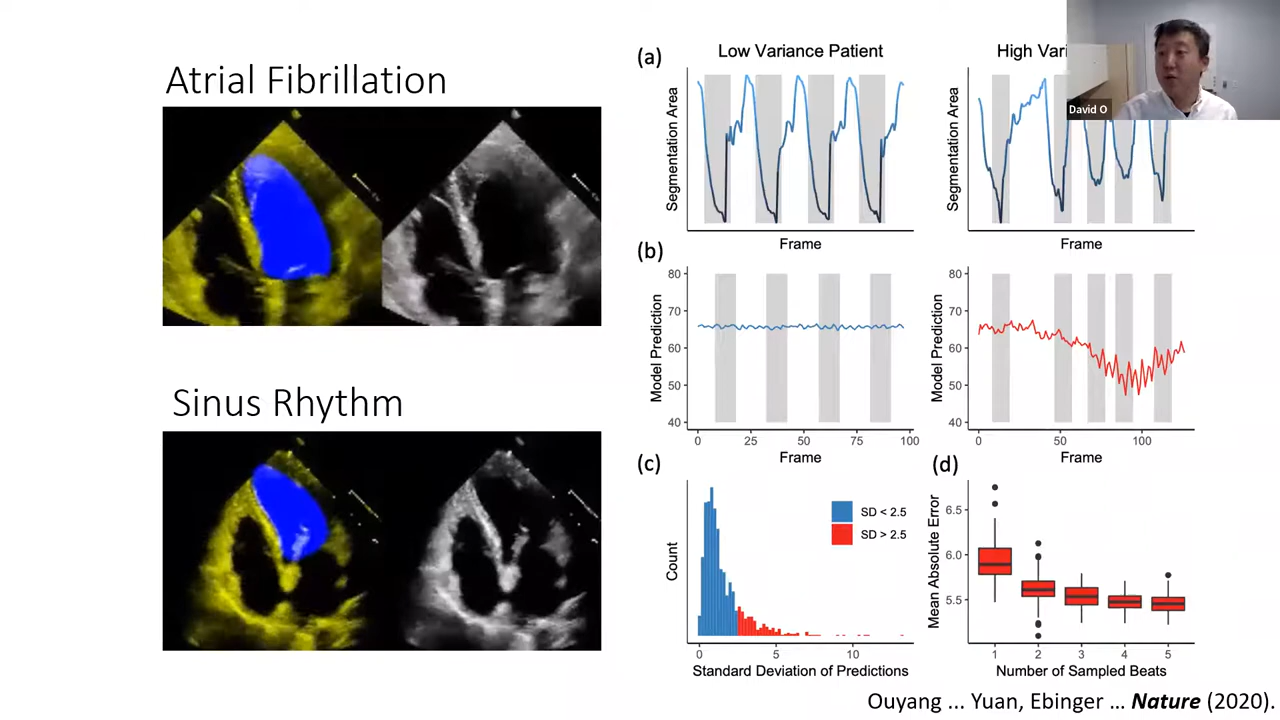 Atrial Fibrillation
Sinus Rhythm
(a)
Low Variance Patient
High Vari
David O
Segmentation Area
Segmentation Area
Frame
Frame
(b)
80
70
60
50
40
Model Prediction
0 25 50 75 100
Frame
80
70
60
50
40
Model Prediction
0 50 100
Frame
(c)
Count
SD < 2.5
SD > 2.5
0 5 10
Standard Deviation of Predictions
(d)
Mean Absolute Error
6.5
6.0
5.5
1 2 3 4 5
Number of Sampled Beats
Ouyang ... Yuan, Ebinger ... Nature (2020).